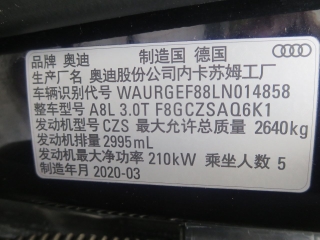 品牌 奥迪 制造国 德国
制造厂名称 奥迪股份公司内卡苏姆工厂
车辆识别代号 WAURGEF88LN014858
整车型号 A8L 3.0T F8GCZSAQ6K1
发动机型号 CZS 最大允许总质量 2640kg
发动机排量 2995mL
发动机最大净功率 210kW 乘坐人数 5
制造年月 2020-03